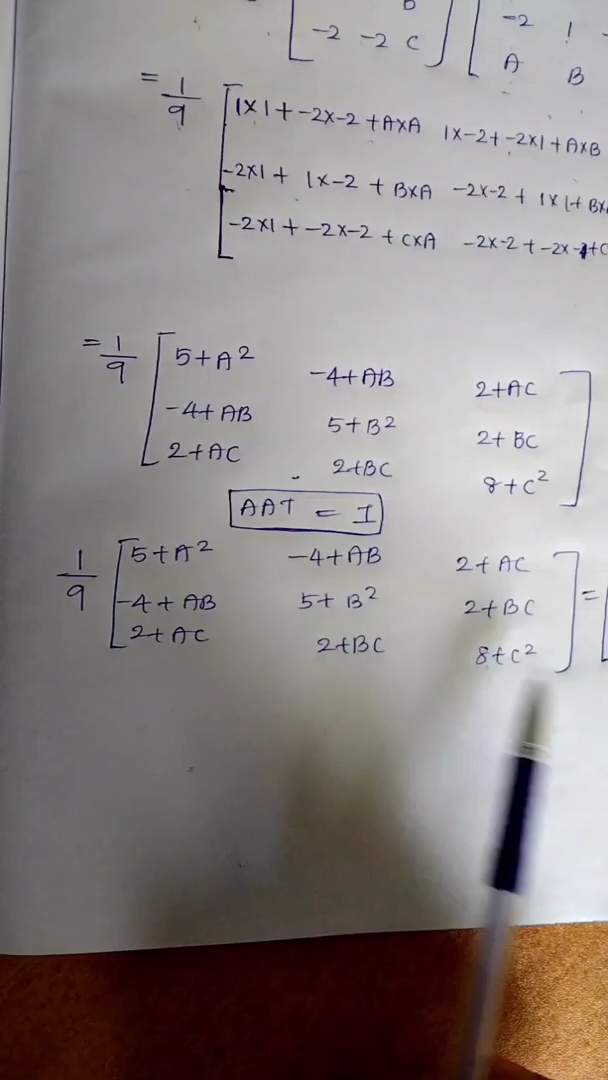 B
-2 -2 C -2 1
A B
= 1/9 [ 1×1+-2×-2+A×A 1×-2+-2×1+A×B
-2×1+ 1×-2+B×A -2×-2+1×1+B×
-2×1+-2×-2+C×A -2×-2+-2×-1+C
= 1/9 [ 5+A² -4+AB 2+AC ]
-4+AB 5+B² 2+BC
2+AC 2+BC 8+C²
AAT = I
1/9 [ 5+A² -4+AB 2+AC ] = [
-4+AB 5+B² 2+BC
2+AC 2+BC 8+C²